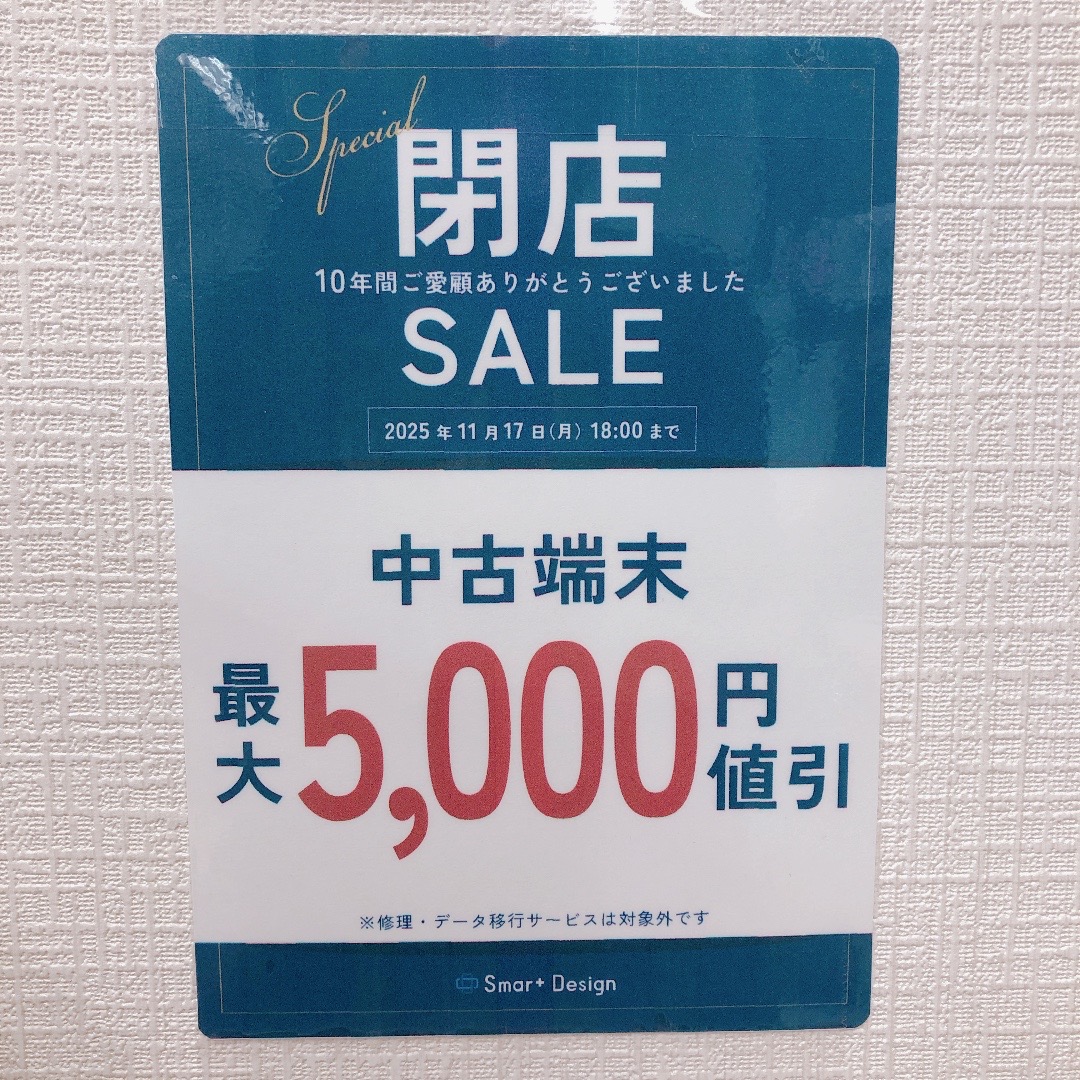 Special
閉店
10年間ご愛顧ありがとうございました
SALE
2025年11月17日(月) 18:00まで
中古端末
最大5,000円値引
※修理・データ移行サービスは対象外です
Smar+ Design